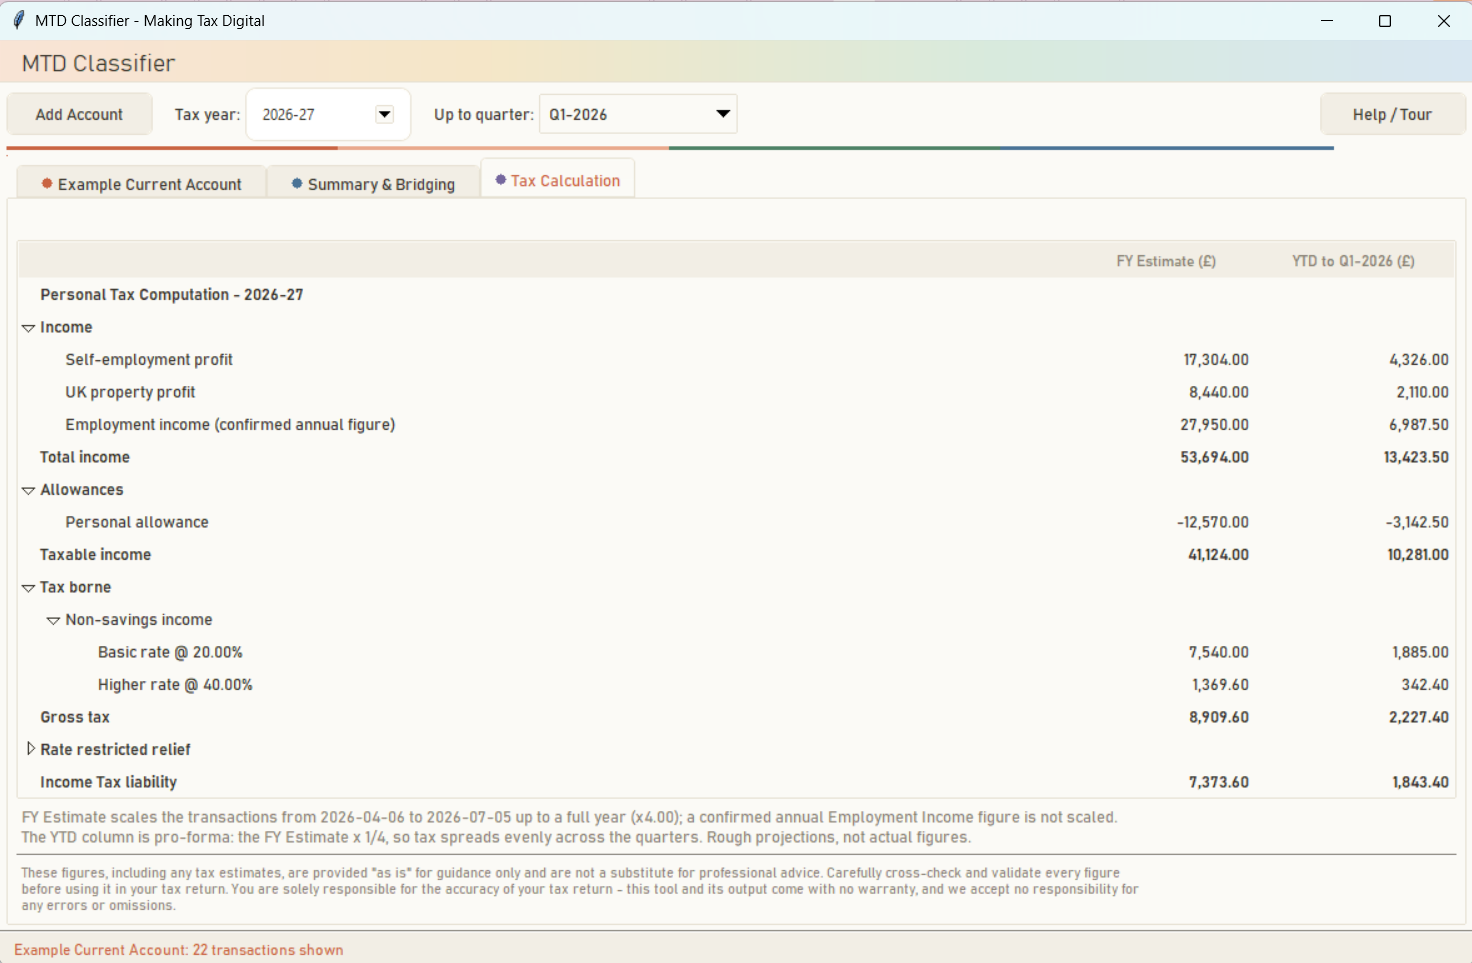 MTD Classifier - Making Tax Digital
MTD Classifier
Add Account
Tax year: 2026-27
Up to quarter: Q1-2026
Help / Tour
Example Current Account
Summary & Bridging
Tax Calculation
FY Estimate (£) YTD to Q1-2026 (£)
Personal Tax Computation - 2026-27
Income
Self-employment profit 17,304.00 4,326.00
UK property profit 8,440.00 2,110.00
Employment income (confirmed annual figure) 27,950.00 6,987.50
Total income 53,694.00 13,423.50
Allowances
Personal allowance -12,570.00 -3,142.50
Taxable income 41,124.00 10,281.00
Tax borne
Non-savings income
Basic rate @ 20.00% 7,540.00 1,885.00
Higher rate @ 40.00% 1,369.60 342.40
Gross tax 8,909.60 2,227.40
Rate restricted relief
Income Tax liability 7,373.60 1,843.40
FY Estimate scales the transactions from 2026-04-06 to 2026-07-05 up to a full year (x4.00); a confirmed annual Employment Income figure is not scaled.
The YTD column is pro-forma: the FY Estimate x 1/4, so tax spreads evenly across the quarters. Rough projections, not actual figures.
These figures, including any tax estimates, are provided "as is" for guidance only and are not a substitute for professional advice. Carefully cross-check and validate every figure
before using it in your tax return. You are solely responsible for the accuracy of your tax return - this tool and its output come with no warranty, and we accept no responsibility for
any errors or omissions.
Example Current Account: 22 transactions shown